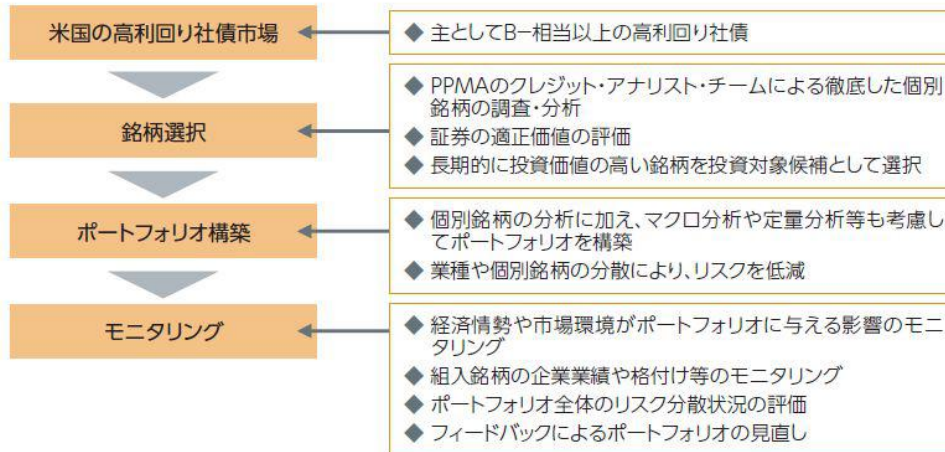 米国の高利回り社債市場
◆ 主としてB−相当以上の高利回り社債
銘柄選択
◆ PPMAのクレジット・アナリスト・チームによる徹底した個別
銘柄の調査・分析
◆ 証券の適正価値の評価
◆ 長期的に投資価値の高い銘柄を投資対象候補として選択
ポートフォリオ構築
◆ 個別銘柄の分析に加え、マクロ分析や定量分析等も考慮し
てポートフォリオを構築
◆ 業種や個別銘柄の分散により、リスクを低減
モニタリング
◆ 経済情勢や市場環境がポートフォリオに与える影響のモニ
タリング
◆ 組入銘柄の企業業績や格付け等のモニタリング
◆ ポートフォリオ全体のリスク分散状況の評価
◆ フィードバックによるポートフォリオの見直し